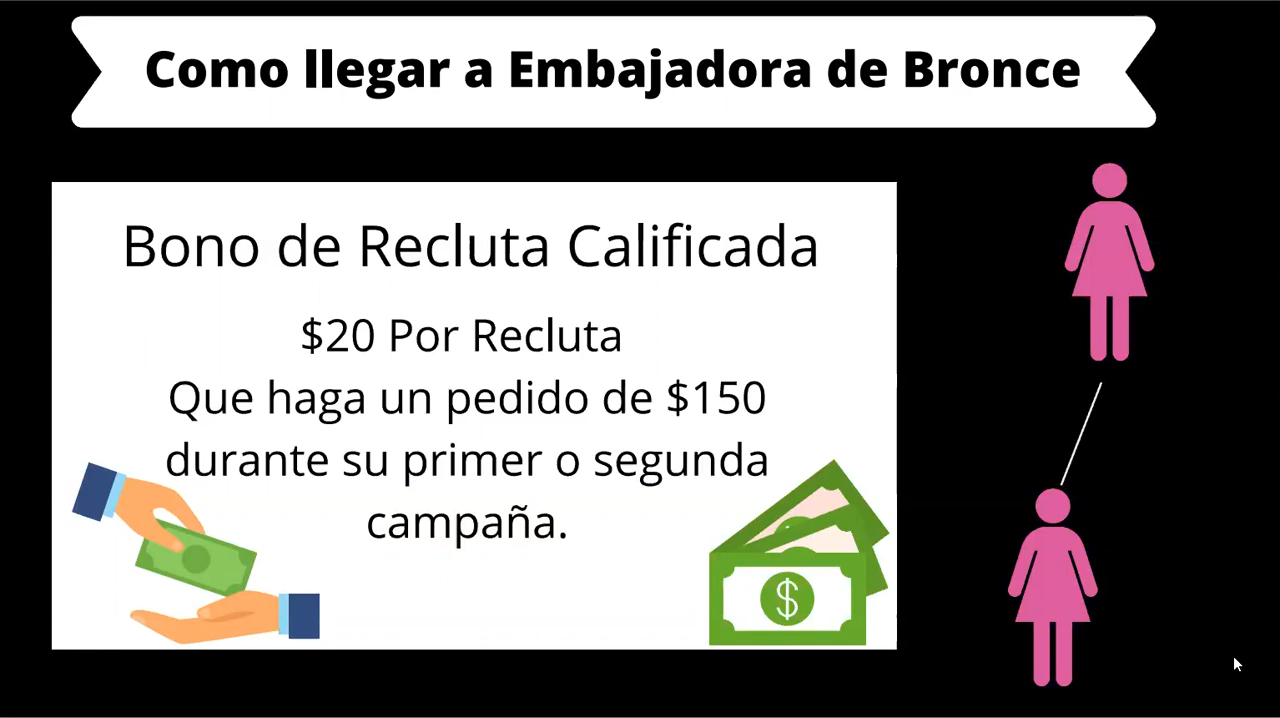 Como llegar a Embajadora de Bronce
Bono de Recluta Calificada
$20 Por Recluta
Que haga un pedido de $150
durante su primer o segunda
campaña.
$